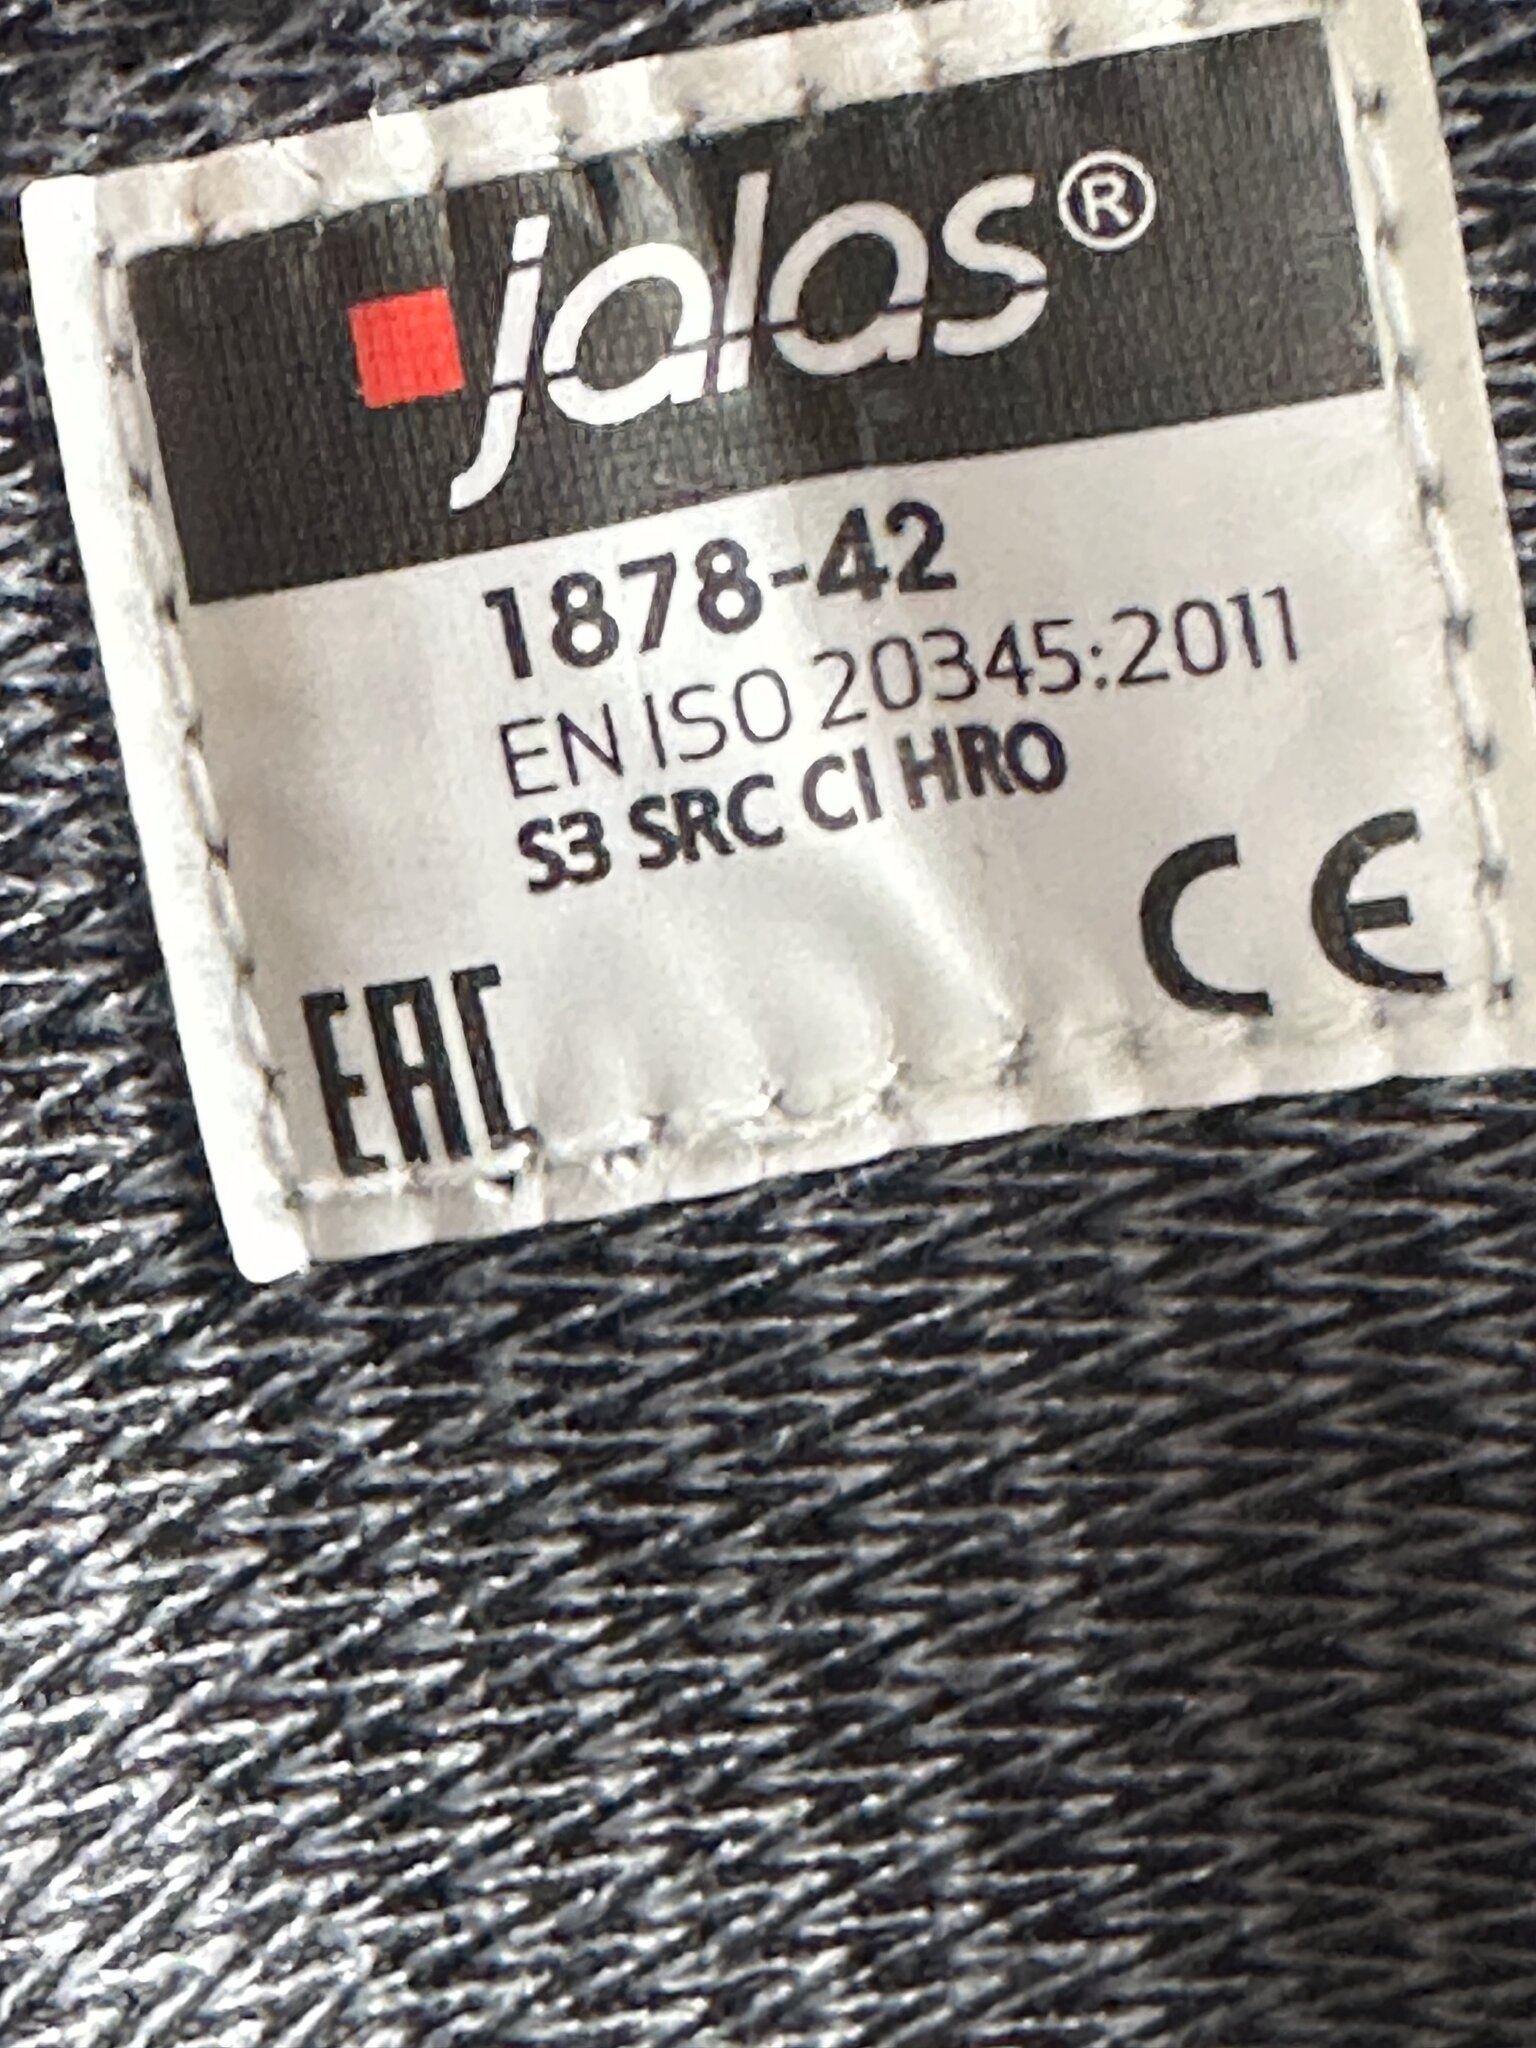 jalas®
1878-42
EN ISO 20345:2011
S3 SRC CI HRO
CE
EAC